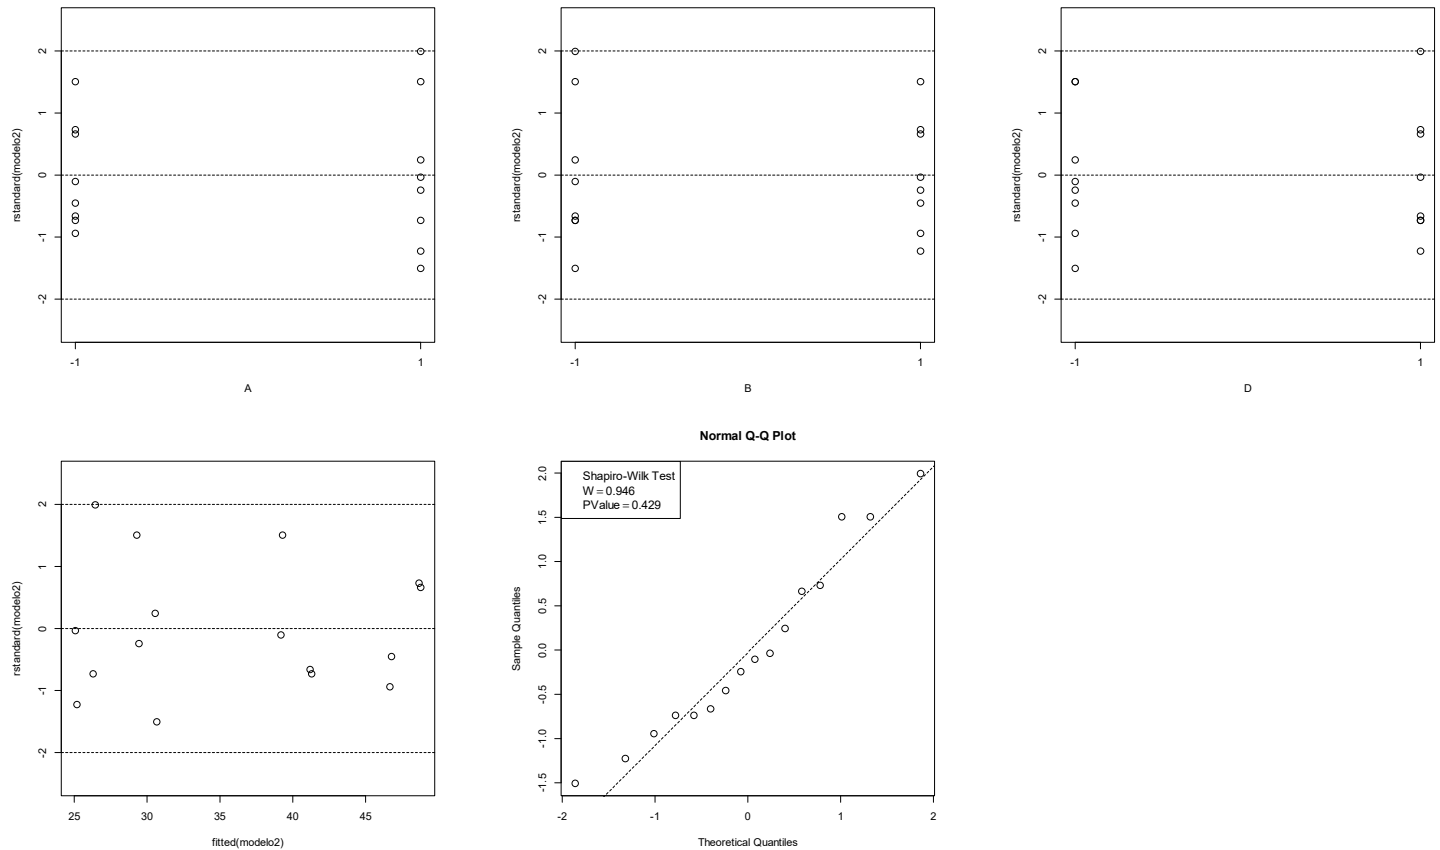 rstandard(modelo2)
2
1
0
-1
-2
-1
1
A
rstandard(modelo2)
2
1
0
-1
-2
-1
1
B
rstandard(modelo2)
2
1
0
-1
-2
-1
1
D
rstandard(modelo2)
2
1
0
-1
-2
25 30 35 40 45
fitted(modelo2)
Normal Q-Q Plot
Shapiro-Wilk Test
W = 0.946
PValue = 0.429
Sample Quantiles
2.0
1.5
1.0
0.5
0.0
-0.5
-1.0
-1.5
-2 -1 0 1 2
Theoretical Quantiles